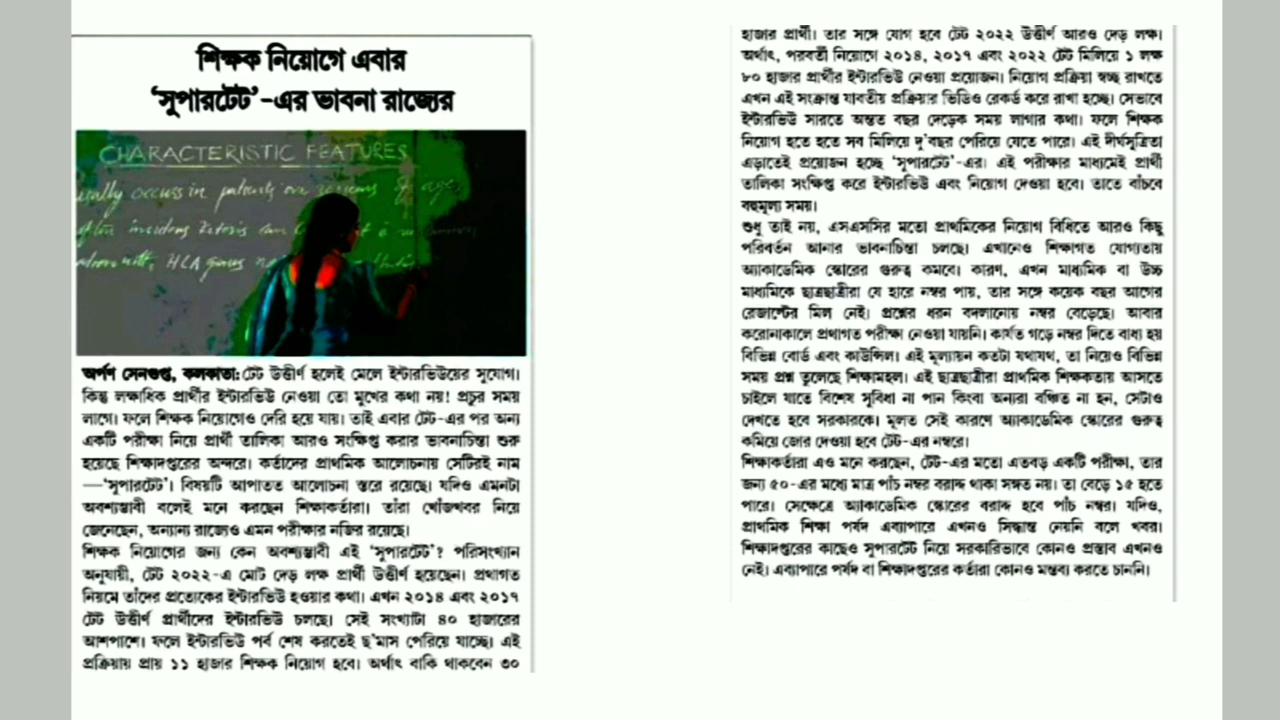 শিক্ষক নিয়োগে এবার
'সুপারটেট'-এর ভাবনা রাজ্যের
CHARACTERISTIC FEATURES
occuss in
HLA
অর্পণ সেনগুপ্ত, কলকাতা: টেট উত্তীর্ণ হলেই মেলে ইন্টারভিউয়ের সুযোগ।
কিন্তু লক্ষাধিক প্রার্থীর ইন্টারভিউ নেওয়া তো মুখের কথা নয়! প্রচুর সময়
লাগে। ফলে শিক্ষক নিয়োগেও দেরি হয়ে যায়। তাই এবার টেট-এর পর অন্য
একটি পরীক্ষা নিয়ে প্রার্থী তালিকা আরও সংক্ষিপ্ত করার ভাবনাচিন্তা শুরু
হয়েছে শিক্ষাদপ্তরের অন্দরে। কর্তাদের প্রাথমিক আলোচনায় সেটিরই নাম
—'সুপারটেট'। বিষয়টি আপাতত আলোচনা স্তরে রয়েছে। যদিও এমনটা
অবশ্যম্ভাবী বলেই মনে করছেন শিক্ষাকর্তারা। তাঁরা খোঁজখবর নিয়ে
জেনেছেন, অন্যান্য রাজ্যেও এমন পরীক্ষার নজির রয়েছে।
শিক্ষক নিয়োগের জন্য কেন অবশ্যম্ভাবী এই 'সুপারটেট'? পরিসংখ্যান
অনুযায়ী, টেট ২০২২-এ মোট দেড় লক্ষ প্রার্থী উত্তীর্ণ হয়েছেন। প্রথাগত
নিয়মে তাঁদের প্রত্যেকের ইন্টারভিউ হওয়ার কথা। এখন ২০১৪ এবং ২০১৭
টেট উত্তীর্ণ প্রার্থীদের ইন্টারভিউ চলছে। সেই সংখ্যাটা ৪০ হাজারের
আশপাশে। ফলে ইন্টারভিউ পর্ব শেষ করতেই ছ'মাস পেরিয়ে যাচ্ছে। এই
প্রক্রিয়ায় প্রায় ১১ হাজার শিক্ষক নিয়োগ হবে। অর্থাৎ বাকি থাকবেন ৩০
হাজার প্রার্থী। তার সঙ্গে যোগ হবে টেট ২০২২ উত্তীর্ণ আরও দেড় লক্ষ।
অর্থাৎ, পরবর্তী নিয়োগে ২০১৪, ২০১৭ এবং ২০২২ টেট মিলিয়ে ১ লক্ষ
৮০ হাজার প্রার্থীর ইন্টারভিউ নেওয়া প্রয়োজন। নিয়োগ প্রক্রিয়া স্বচ্ছ রাখতে
এখন এই সংক্রান্ত যাবতীয় প্রক্রিয়ার ভিডিও রেকর্ড করে রাখা হচ্ছে। সেভাবে
ইন্টারভিউ সারতে অন্তত বছর দেড়েক সময় লাগার কথা। ফলে শিক্ষক
নিয়োগ হতে হতে সব মিলিয়ে দু'বছর পেরিয়ে যেতে পারে। এই দীর্ঘসূত্রিতা
এড়াতেই প্রয়োজন হচ্ছে 'সুপারটেট'-এর। এই পরীক্ষার মাধ্যমেই প্রার্থী
তালিকা সংক্ষিপ্ত করে ইন্টারভিউ এবং নিয়োগ দেওয়া হবে। তাতে বাঁচবে
বহুমূল্য সময়।
শুধু তাই নয়, এসএসসির মতো প্রাথমিকের নিয়োগ বিধিতে আরও কিছু
পরিবর্তন আনার ভাবনাচিন্তা চলছে। এখানেও শিক্ষাগত যোগ্যতায়
অ্যাকাডেমিক স্কোরের গুরুত্ব কমবে। কারণ, এখন মাধ্যমিক বা উচ্চ
মাধ্যমিকে ছাত্রছাত্রীরা যে হারে নম্বর পায়, তার সঙ্গে কয়েক বছর আগের
রেজাল্টের মিল নেই। প্রশ্নের ধরন বদলানোয় নম্বর বেড়েছে। আবার
করোনাকালে প্রথাগত পরীক্ষা নেওয়া যায়নি। কার্যত গড়ে নম্বর দিতে বাধ্য হয়
বিভিন্ন বোর্ড এবং কাউন্সিল। এই মূল্যায়ন কতটা যথাযথ, তা নিয়েও বিভিন্ন
সময় প্রশ্ন তুলেছে শিক্ষামহল। এই ছাত্রছাত্রীরা প্রাথমিক শিক্ষকতায় আসতে
চাইলে যাতে বিশেষ সুবিধা না পান কিংবা অন্যরা বঞ্চিত না হন, সেটাও
দেখতে হবে সরকারকে। মূলত সেই কারণে অ্যাকাডেমিক স্কোরের গুরুত্ব
কমিয়ে জোর দেওয়া হবে টেট-এর নম্বরে।
শিক্ষাকর্তারা এও মনে করছেন, টেট-এর মতো এতবড় একটি পরীক্ষা, তার
জন্য ৫০-এর মধ্যে মাত্র পাঁচ নম্বর বরাদ্দ থাকা সঙ্গত নয়। তা বেড়ে ১৫ হতে
পারে। সেক্ষেত্রে অ্যাকাডেমিক স্কোরের বরাদ্দ হবে পাঁচ নম্বর। যদিও,
প্রাথমিক শিক্ষা পর্ষদ এব্যাপারে এখনও সিদ্ধান্ত নেয়নি বলে খবর।
শিক্ষাদপ্তরের কাছেও সুপারটেট নিয়ে সরকারিভাবে কোনও প্রস্তাব এখনও
নেই। এব্যাপারে পর্ষদ বা শিক্ষাদপ্তরের কর্তারা কোনও মন্তব্য করতে চাননি।